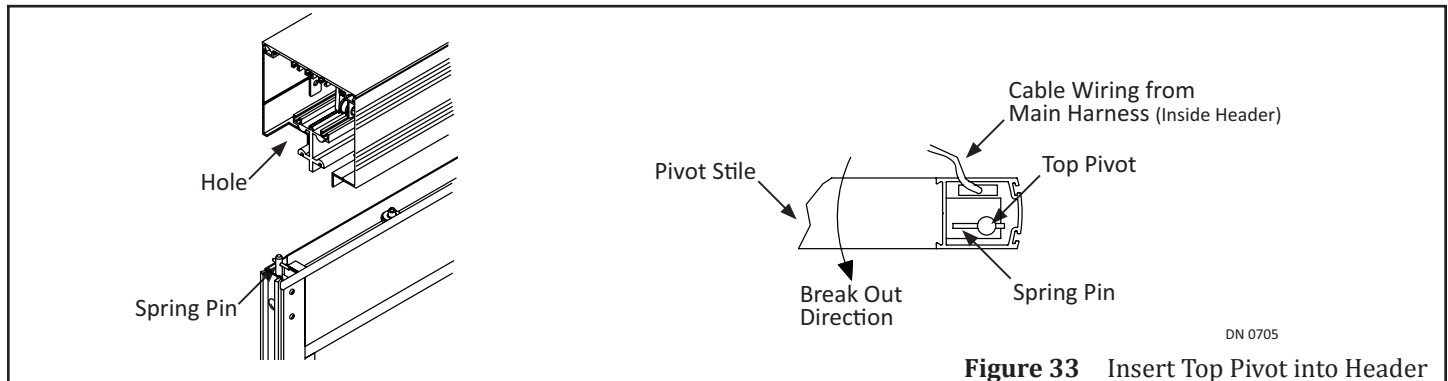 Hole
Spring Pin
Cable Wiring from
Main Harness (Inside Header)
Pivot Stile
Top Pivot
Break Out
Direction
Spring Pin
DN 0705
Figure 33 Insert Top Pivot into Header